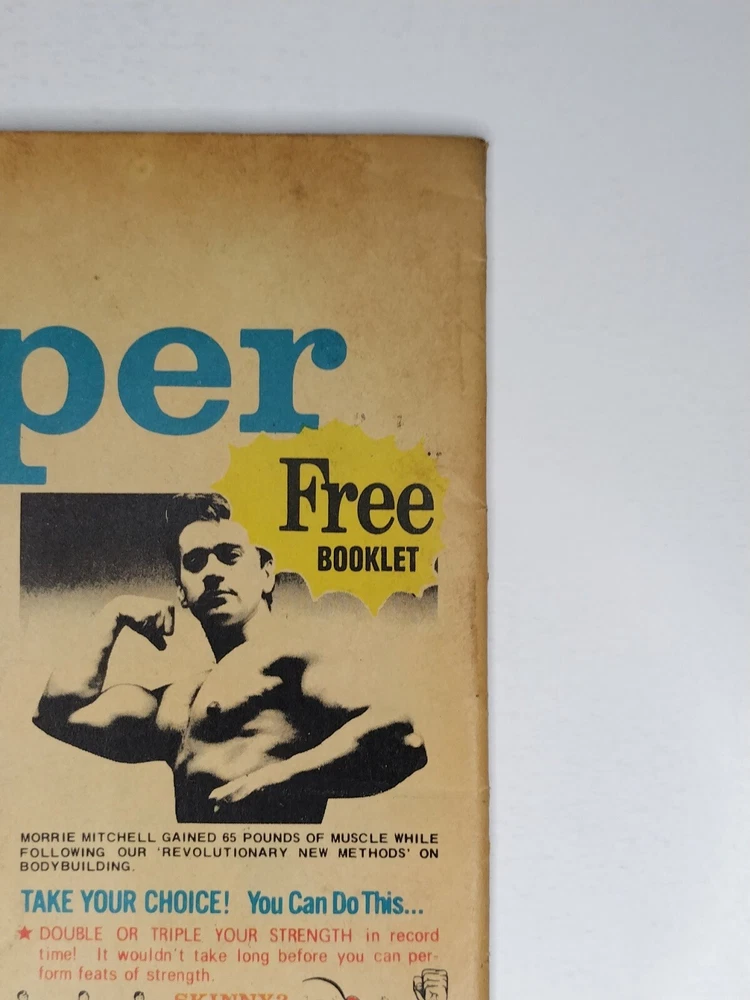 per
Free
BOOKLET
MORRIE MITCHELL GAINED 65 POUNDS OF MUSCLE WHILE
FOLLOWING OUR 'REVOLUTIONARY NEW METHODS' ON
BODYBUILDING.
TAKE YOUR CHOICE! You Can Do This...
★ DOUBLE OR TRIPLE YOUR STRENGTH in record
time! It wouldn't take long before you can per-
form feats of strength.
SKINNY?